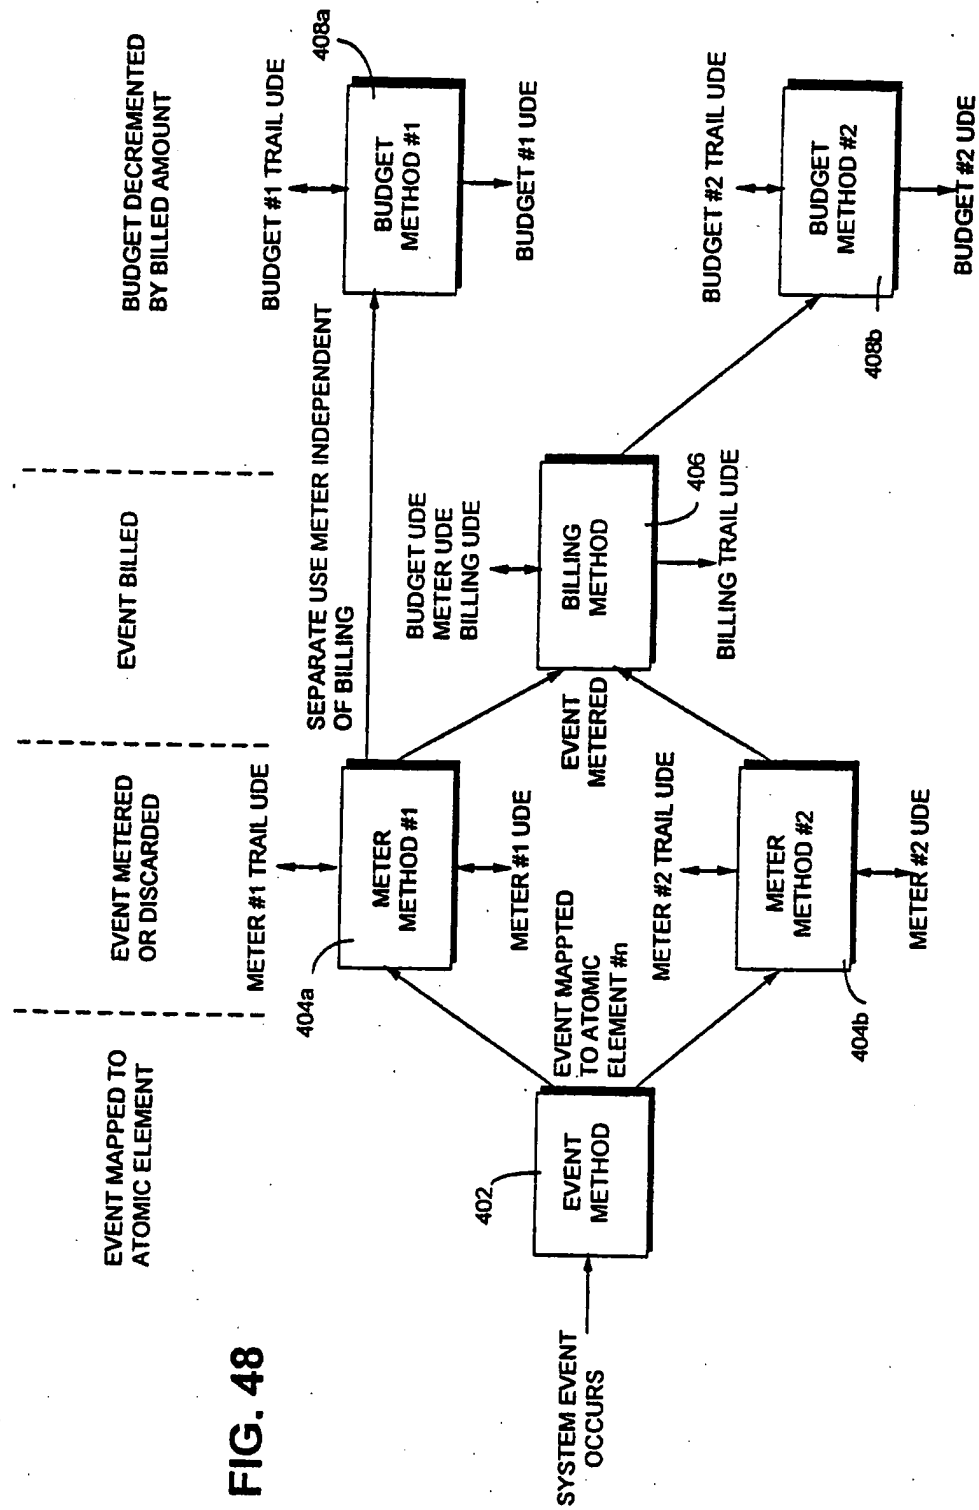 FIG. 48
EVENT MAPPED TO
ATOMIC ELEMENT
EVENT METERED
OR DISCARDED
EVENT BILLED
BUDGET DECREMENTED
BY BILLED AMOUNT
SYSTEM EVENT
OCCURS
402
EVENT
METHOD
EVENT MAPPTED
TO ATOMIC
ELEMENT #n
METER #1 TRAIL UDE
404a
METER
METHOD #1
METER #1 UDE
METER #2 TRAIL UDE
METER
METHOD #2
404b
METER #2 UDE
SEPARATE USE METER INDEPENDENT
OF BILLING
EVENT
METERED
BUDGET UDE
METER UDE
BILLING UDE
BILLING
METHOD
406
BILLING TRAIL UDE
BUDGET #1 TRAIL UDE
408a
BUDGET
METHOD #1
BUDGET #1 UDE
BUDGET #2 TRAIL UDE
BUDGET
METHOD #2
408b
BUDGET #2 UDE